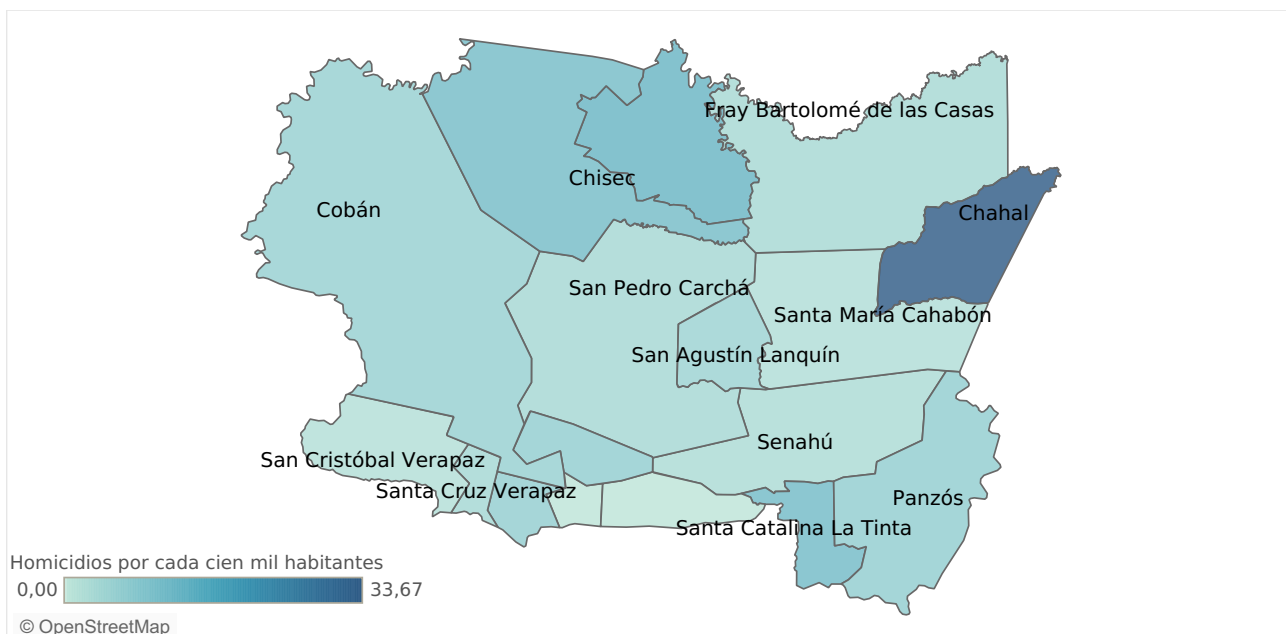 Fray Bartolomé de las Casas
Chisec
Cobán
Chahal
San Pedro Carchá
Santa María Cahabón
San Agustín Lanquín
Senahú
San Cristóbal Verapaz
Santa Cruz Verapaz
Panzós
Santa Catalina La Tinta
Homicidios por cada cien mil habitantes
0,00 33,67
© OpenStreetMap